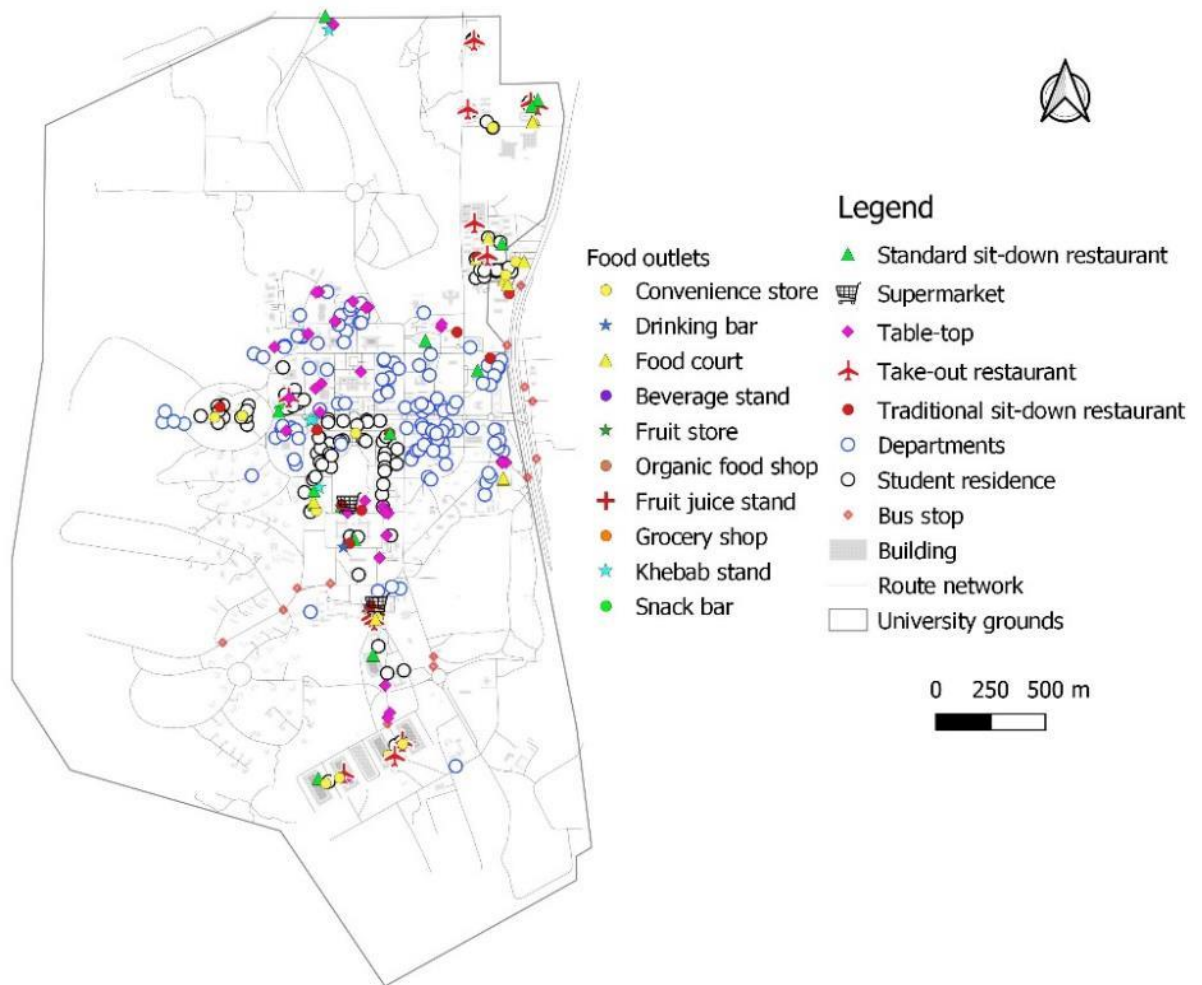 Legend
Food outlets
Convenience store
Drinking bar
Food court
Beverage stand
Fruit store
Organic food shop
Fruit juice stand
Grocery shop
Khebab stand
Snack bar
Standard sit-down restaurant
Supermarket
Table-top
Take-out restaurant
Traditional sit-down restaurant
Departments
Student residence
Bus stop
Building
Route network
University grounds
0 250 500 m